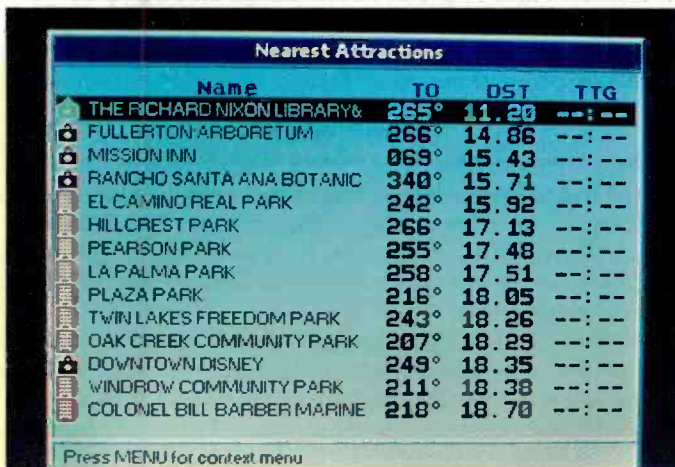 Nearest Attractions
Name TO DST TTG
THE RICHARD NIXON LIBRARY& 265° 11.20 --:--
FULLERTON ARBORETUM 266° 14.86 --:--
MISSION INN 069° 15.43 --:--
RANCHO SANTA ANA BOTANIC 340° 15.71 --:--
EL CAMINO REAL PARK 242° 15.92 --:--
HILLCREST PARK 266° 17.13 --:--
PEARSON PARK 255° 17.48 --:--
LA PALMA PARK 258° 17.51 --:--
PLAZA PARK 216° 18.05 --:--
TWIN LAKES FREEDOM PARK 243° 18.26 --:--
OAK CREEK COMMUNITY PARK 207° 18.29 --:--
DOWNTOWN DISNEY 249° 18.35 --:--
WINDROW COMMUNITY PARK 211° 18.38 --:--
COLONEL BILL BARBER MARINE 218° 18.70 --:--
Press MENU for context menu